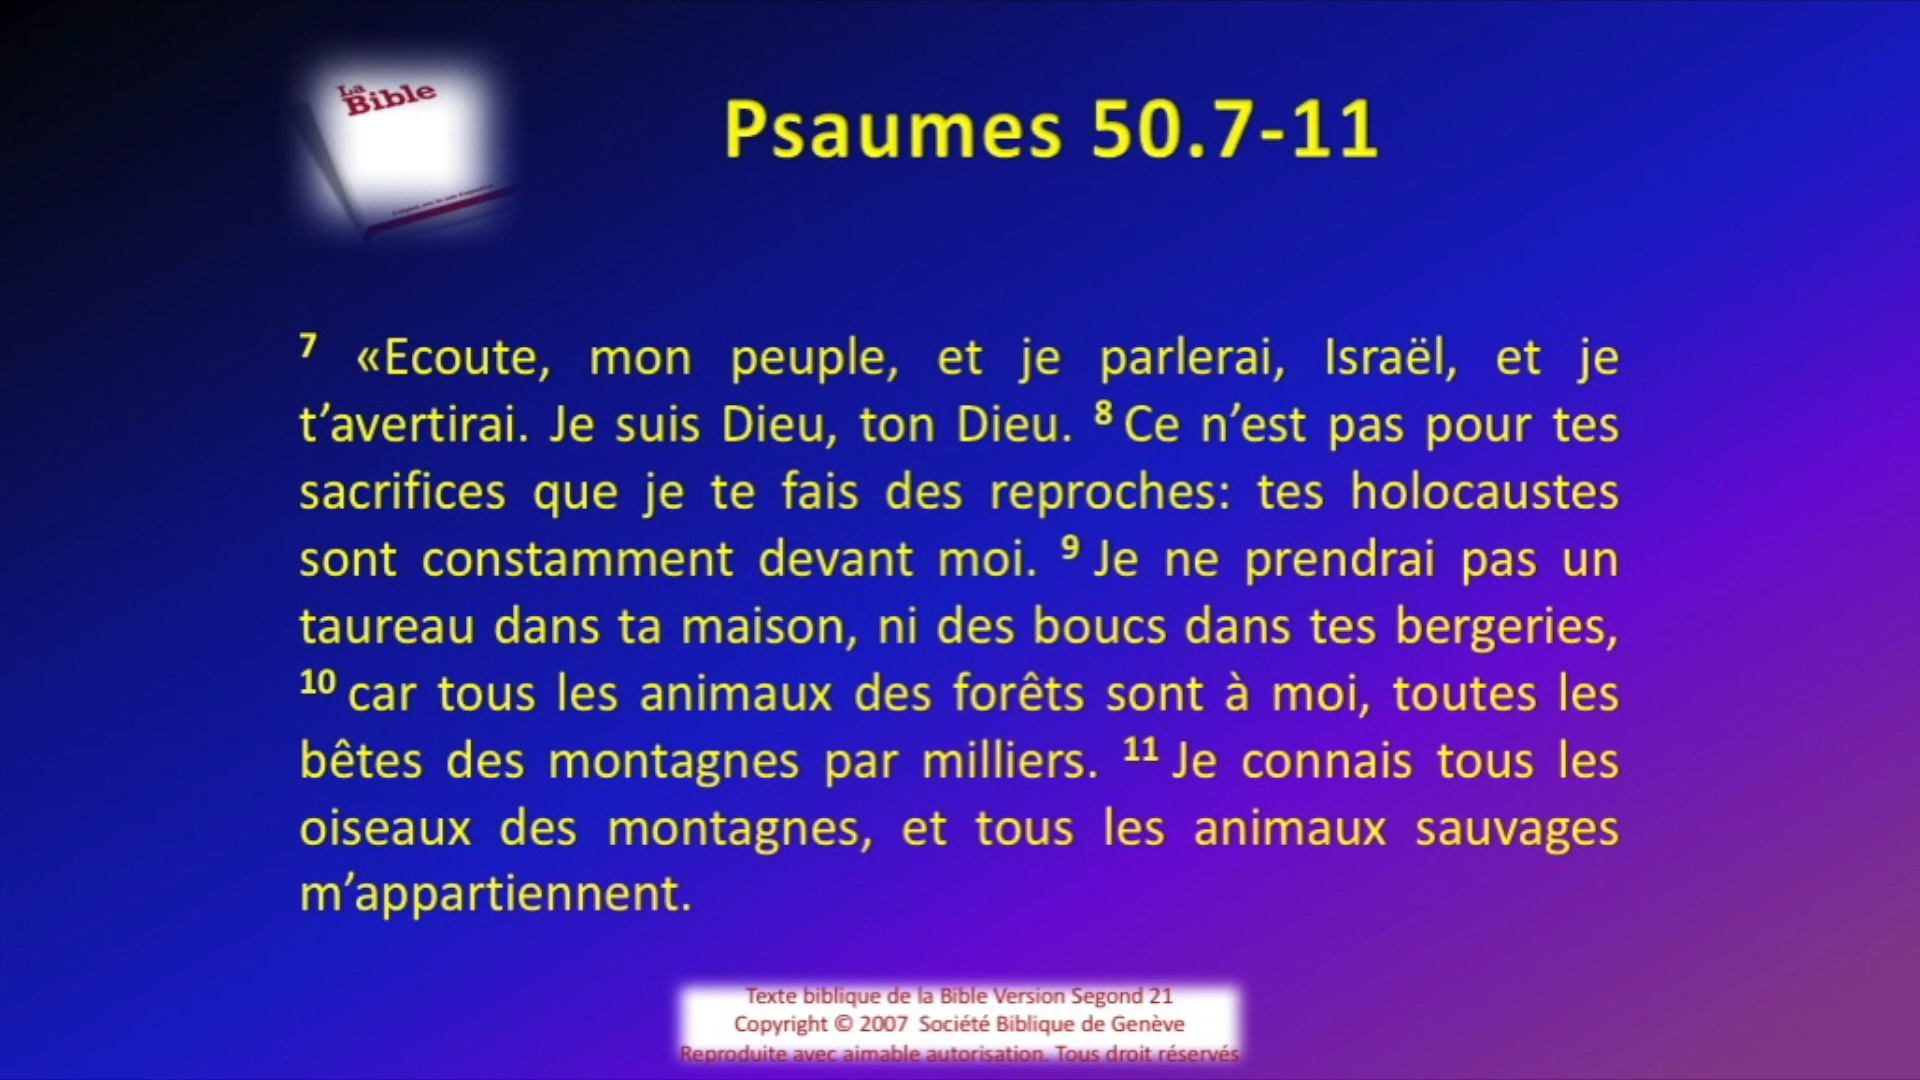 La
Bible
Psaumes 50.7-11
7 «Ecoute, mon peuple, et je parlerai, Israël, et je
t’avertirai. Je suis Dieu, ton Dieu. 8 Ce n’est pas pour tes
sacrifices que je te fais des reproches: tes holocaustes
sont constamment devant moi. 9 Je ne prendrai pas un
taureau dans ta maison, ni des boucs dans tes bergeries,
10 car tous les animaux des forêts sont à moi, toutes les
bêtes des montagnes par milliers. 11 Je connais tous les
oiseaux des montagnes, et tous les animaux sauvages
m’appartiennent.
Texte biblique de la Bible Version Segond 21
Copyright © 2007 Société Biblique de Genève
Reproduite avec aimable autorisation. Tous droit réservés